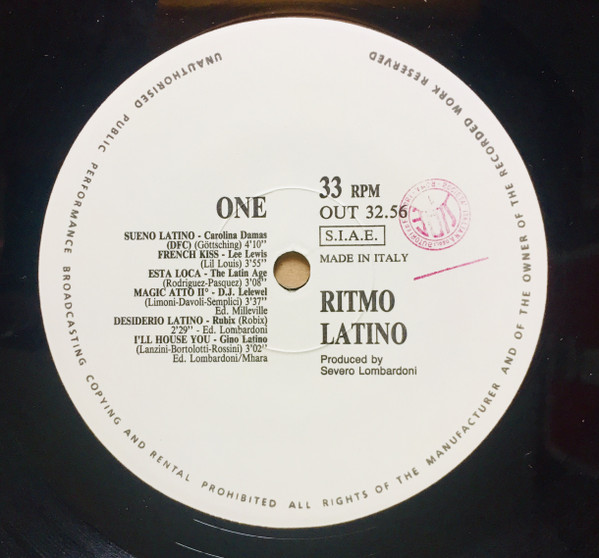 UNAUTHORISED PUBLIC PERFORMANCE BROADCASTING COPYING AND RENTAL PROHIBITED ALL RIGHTS OF THE MANUFACTURER AND OF THE OWNER OF THE RECORDED WORK RESERVED
ONE
SUENO LATINO - Carolina Damas
(DFC) (Göttsching) 4'10"
FRENCH KISS - Lee Lewis
(Lil Louis) 3'55"
ESTA LOCA - The Latin Age
(Rodriguez-Pasquez) 3'08"
MAGIC ATTO II° - D.J. Lelewel
(Limoni-Davoli-Semplici) 3'37"
Ed. Milleville
DESIDERIO LATINO - Rubix (Robix)
2'29" - Ed. Lombardoni
I'LL HOUSE YOU - Gino Latino
(Lanzini-Bortolotti-Rossini) 3'02"
Ed. Lombardoni/Mhara
33 RPM
OUT 32.56
S.I.A.E.
MADE IN ITALY
RITMO
LATINO
Produced by
Severo Lombardoni